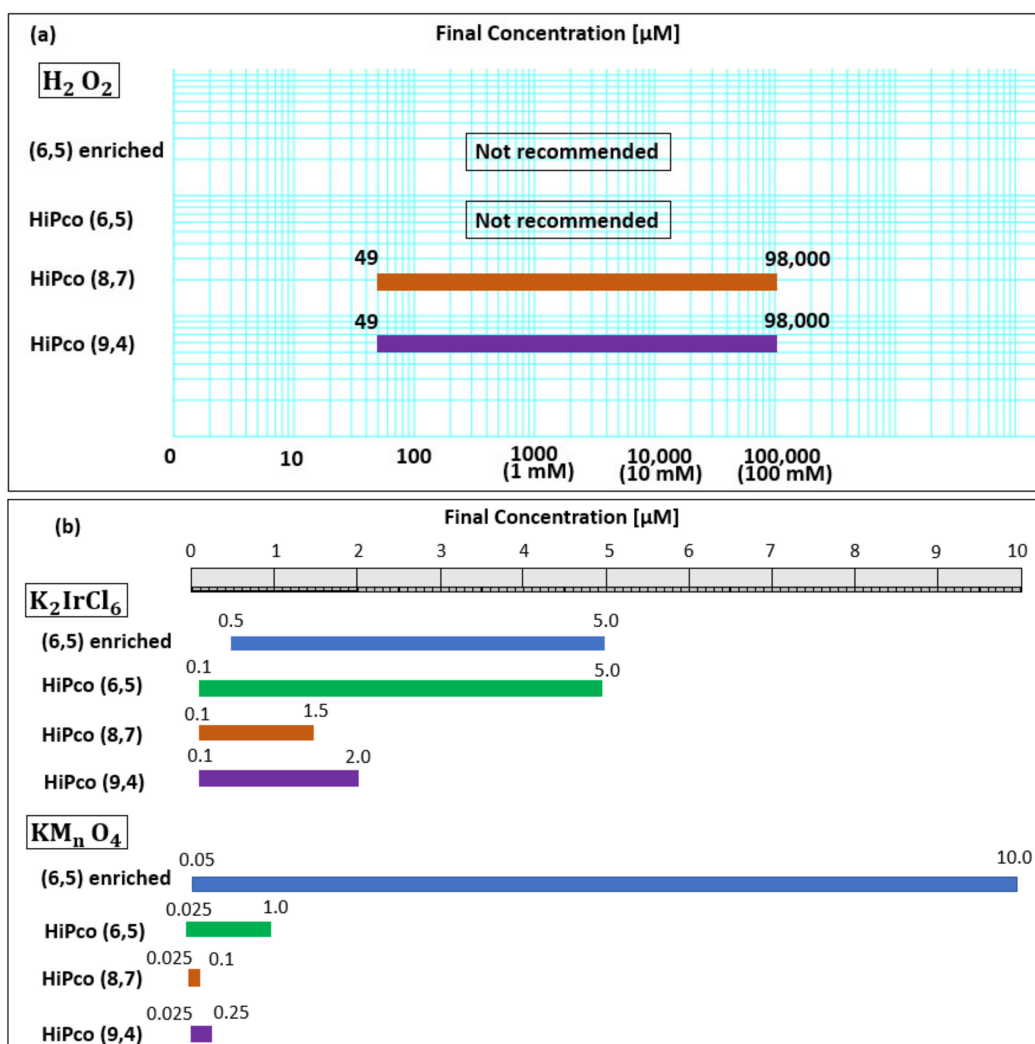 (a)
Final Concentration [µM]
H₂ O₂
(6,5) enriched
Not recommended
HiPco (6,5)
Not recommended
49 98,000
HiPco (8,7)
49 98,000
HiPco (9,4)
0 10 100 1000 10,000 100,000
(1 mM) (10 mM) (100 mM)
(b)
Final Concentration [µM]
0 1 2 3 4 5 6 7 8 9 10
K₂IrCl₆
0.5 5.0
(6,5) enriched
0.1 5.0
HiPco (6,5)
0.1 1.5
HiPco (8,7)
0.1 2.0
HiPco (9,4)
KMₙ O₄
0.05 10.0
(6,5) enriched
0.025 1.0
HiPco (6,5)
0.025 0.1
HiPco (8,7)
0.025 0.25
HiPco (9,4)